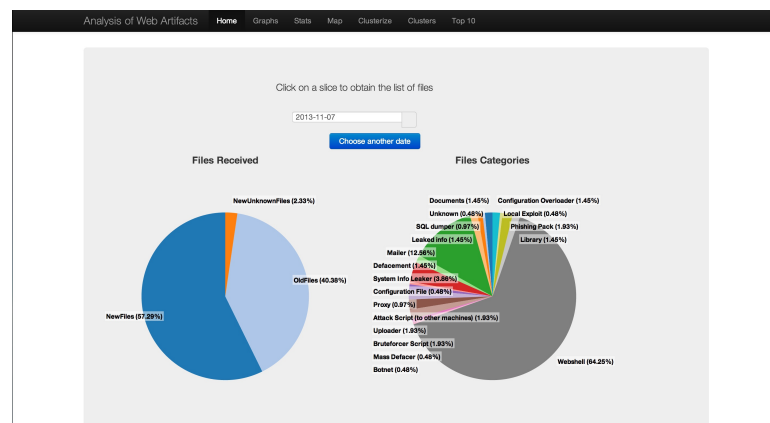 Analysis of Web Artifacts Home Graphs Stats Map Clusterize Clusters Top 10
Click on a slice to obtain the list of files
2013-11-07
Choose another date
Files Received
NewUnknownFiles (2.33%)
OldFiles (40.38%)
NewFiles (57.29%)
Files Categories
Documents (1.45%) Configuration Overloader (1.45%)
Unknown (0.48%) Local Exploit (0.48%)
SQL dumper (0.97%) Phishing Pack (1.93%)
Leaked info (1.45%) Library (1.45%)
Mailer (12.56%)
Defacement (1.45%)
System Info Leaker (3.86%)
Configuration File (0.48%)
Proxy (0.97%)
Attack Script (to other machines) (1.93%)
Uploader (1.93%)
Bruteforcer Script (1.93%)
Mass Defacer (0.48%)
Botnet (0.48%)
Webshell (64.25%)